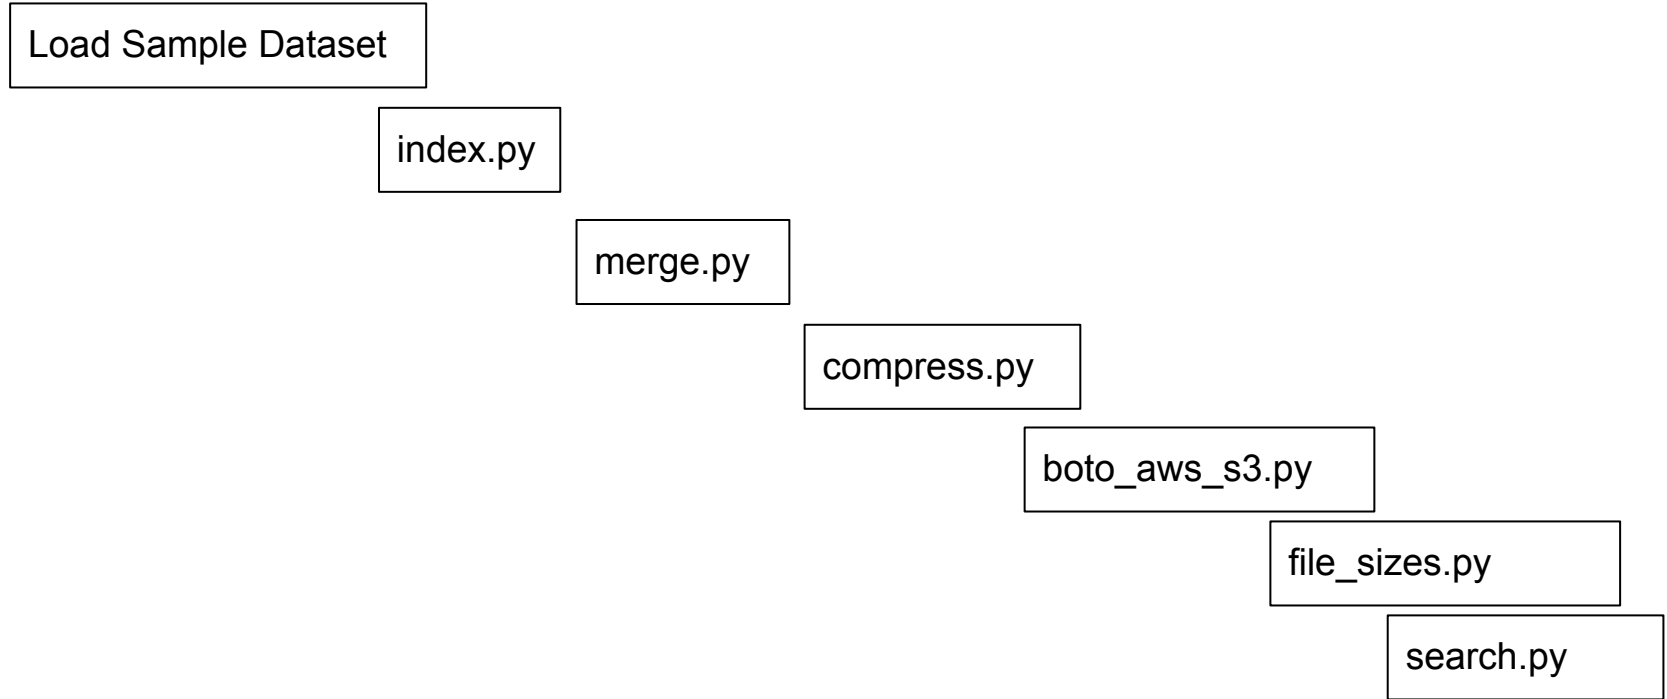 Load Sample Dataset
index.py
merge.py
compress.py
boto_aws_s3.py
file_sizes.py
search.py